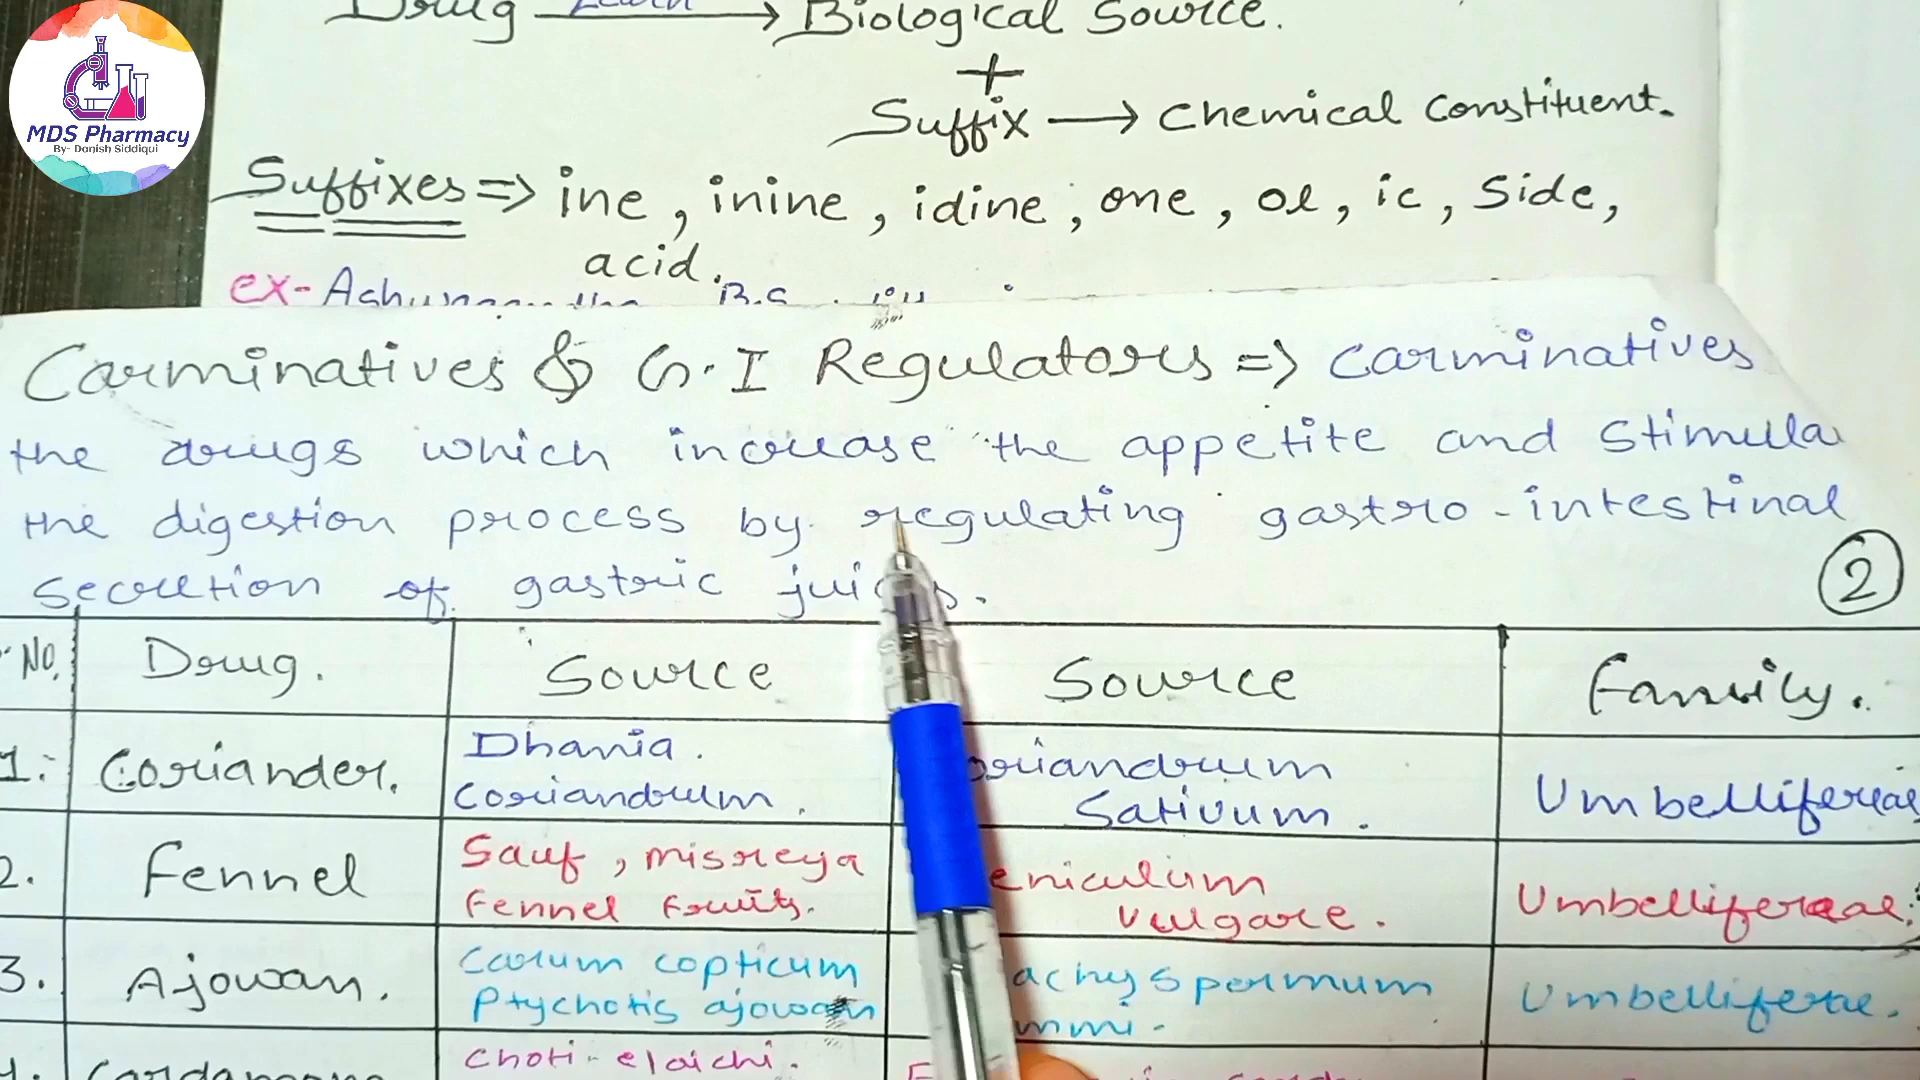 Drug → Biological Source.
+
Suffix → Chemical Constituent.
MDS Pharmacy
By- Danish Siddiqui
Suffixes => ine, inine, idine, one, ol, ic, Side,
acid.
ex-
Carminatives & G.I Regulators => Carminatives
the drugs which increase the appetite and
the digestion process by regulating gastro-intestinal
secretion of gastric
2
No. Drug. Source Source Family.
1. Coriander. Dhania. Coriandrum. Sativum.
2. Fennel Sauf, misreya Fennel Fruits. vulgare. Umbelliferae.
3. Ajowan. Carum copticum Ptychotis ajowan Umbelliferae.
Choti-elaichi.